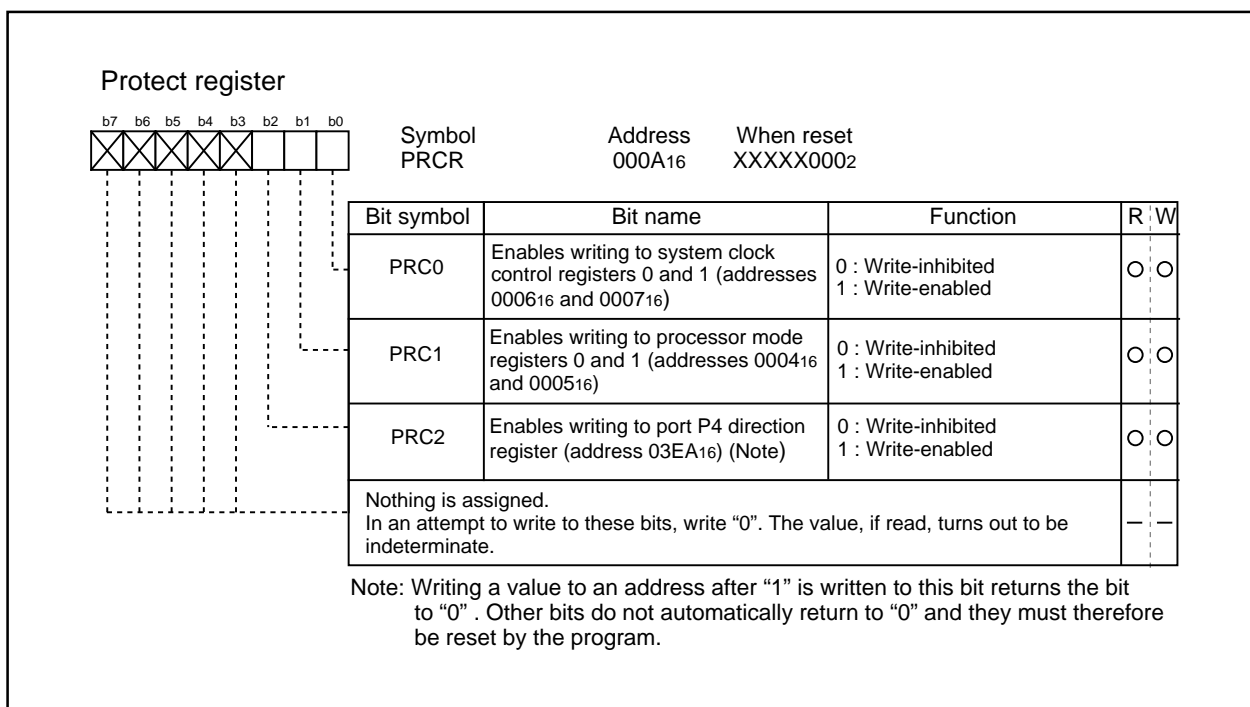 Protect register
b7 b6 b5 b4 b3 b2 b1 b0
Symbol Address When reset
PRCR 000A16 XXXXX0002
Bit symbol Bit name Function R W
PRC0
Enables writing to system clock
control registers 0 and 1 (addresses
000616 and 000716)
0 : Write-inhibited
1 : Write-enabled
PRC1
Enables writing to processor mode
registers 0 and 1 (addresses 000416
and 000516)
0 : Write-inhibited
1 : Write-enabled
PRC2
Enables writing to port P4 direction
register (address 03EA16) (Note)
0 : Write-inhibited
1 : Write-enabled
Nothing is assigned.
In an attempt to write to these bits, write “0”. The value, if read, turns out to be
indeterminate.
Note: Writing a value to an address after “1” is written to this bit returns the bit
to “0” . Other bits do not automatically return to “0” and they must therefore
be reset by the program.